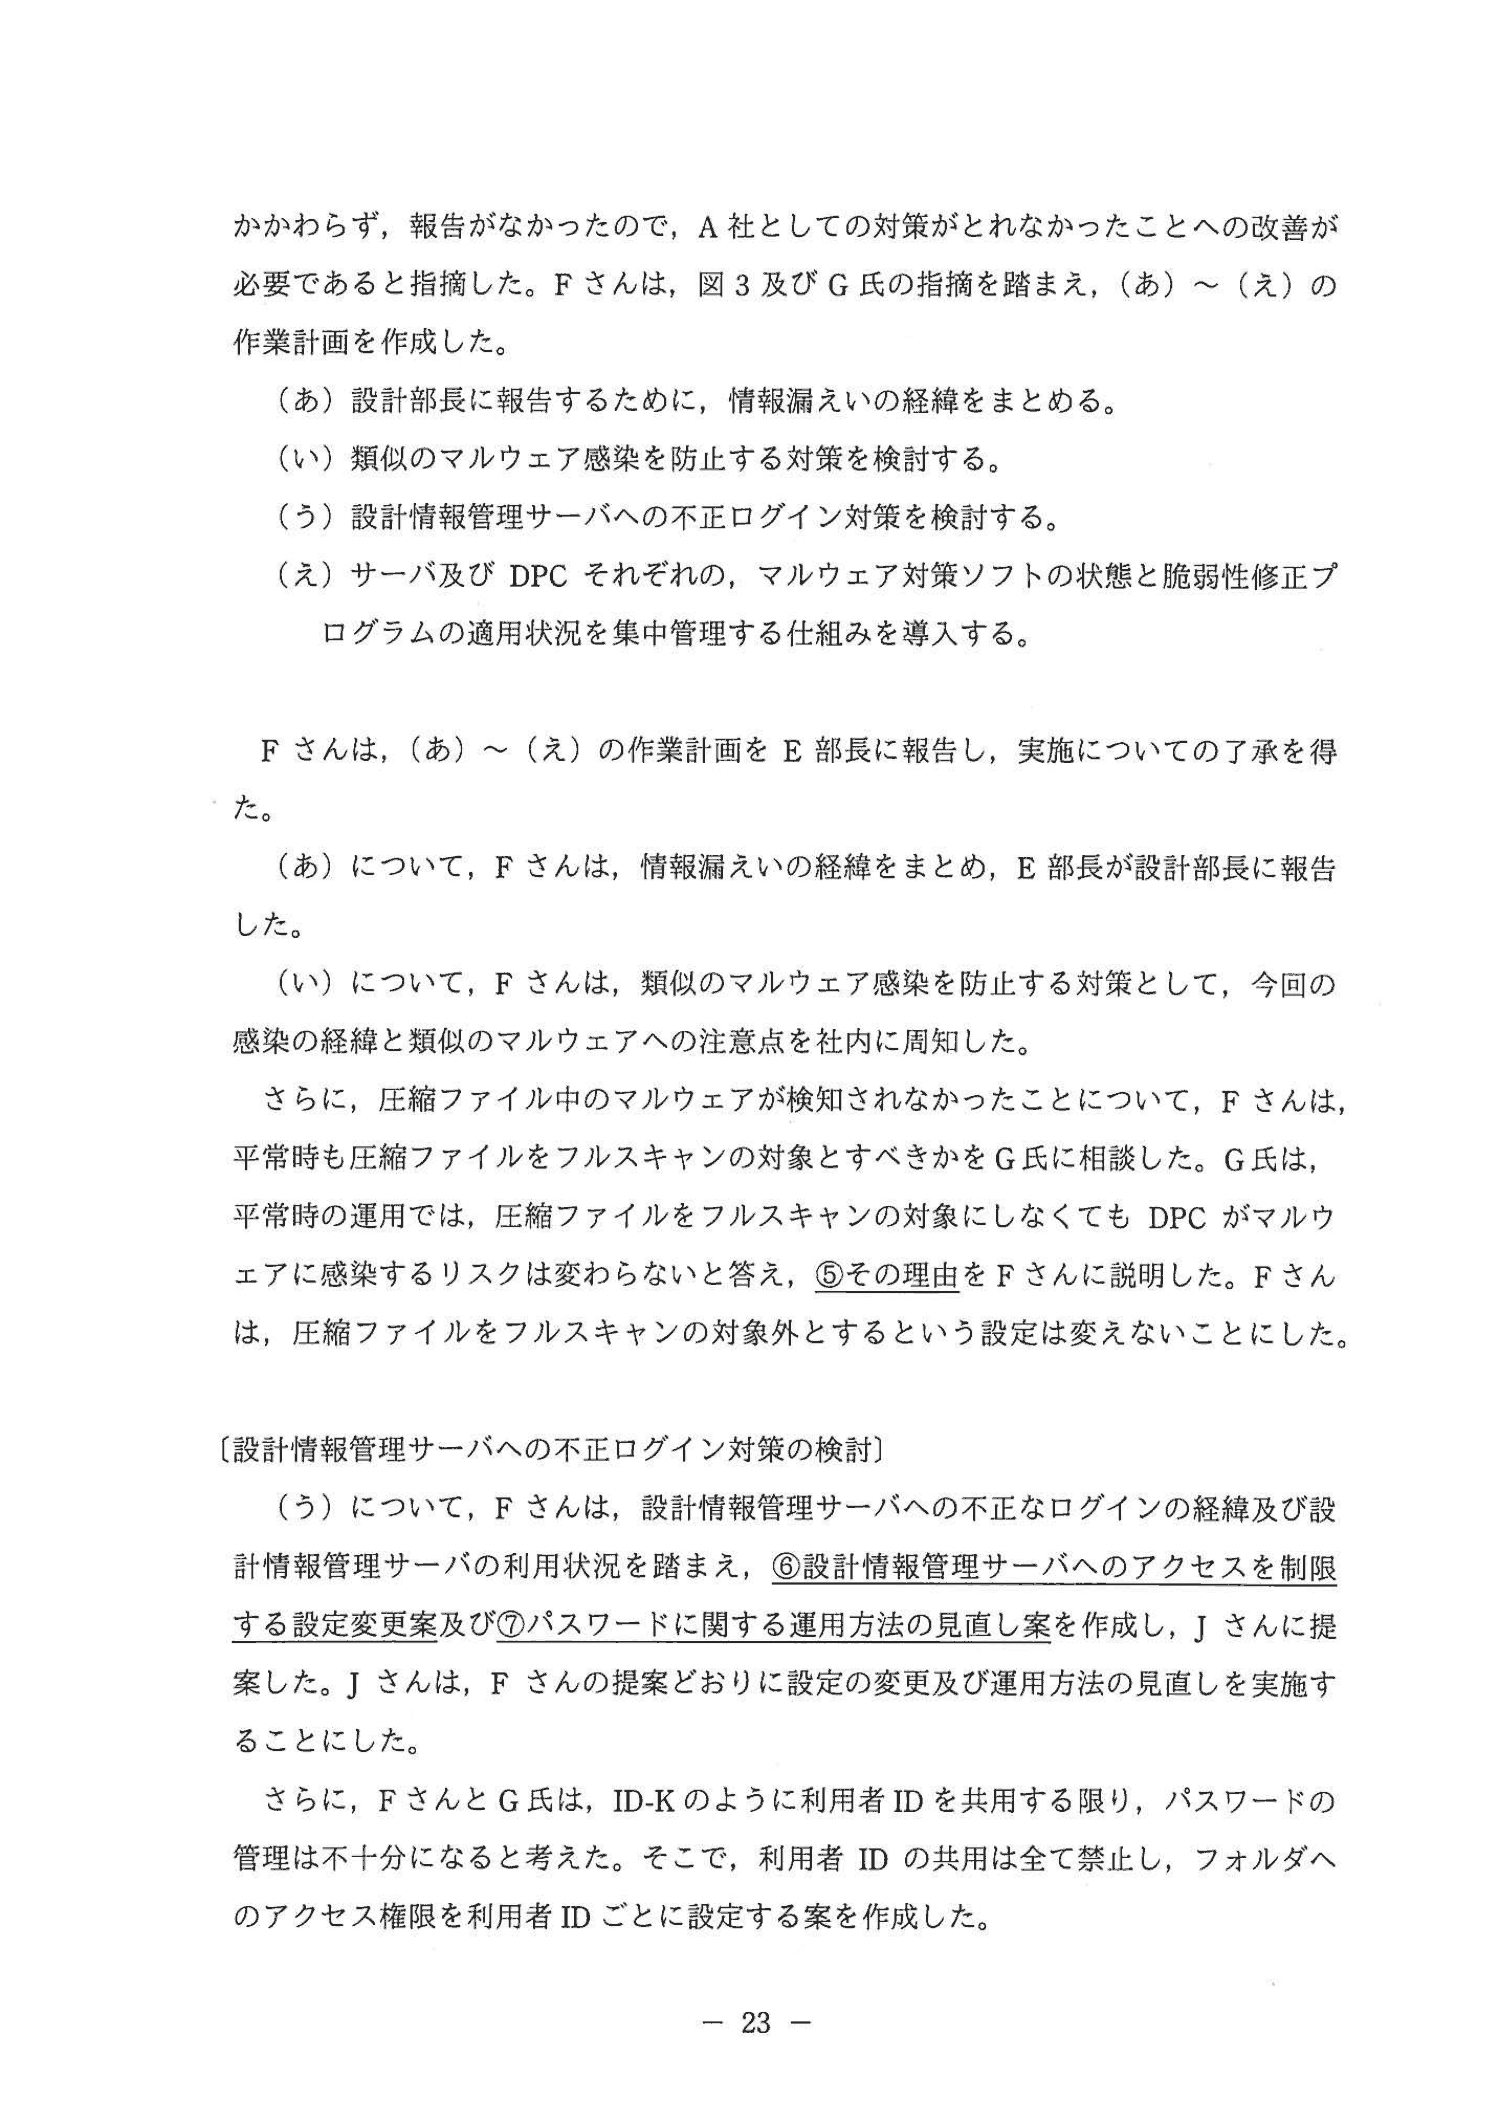 かかわらず，報告がなかったので，A 社としての対策がとれなかったことへの改善が
必要であると指摘した。F さんは，図 3 及び G 氏の指摘を踏まえ，（あ）～（え）の
作業計画を作成した。
（あ）設計部長に報告するために，情報漏えいの経緯をまとめる。
（い）類似のマルウェア感染を防止する対策を検討する。
（う）設計情報管理サーバへの不正ログイン対策を検討する。
（え）サーバ及び DPC それぞれの，マルウェア対策ソフトの状態と脆弱性修正プ
ログラムの適用状況を集中管理する仕組みを導入する。
F さんは，（あ）～（え）の作業計画を E 部長に報告し，実施についての了承を得
た。
（あ）について，F さんは，情報漏えいの経緯をまとめ，E 部長が設計部長に報告
した。
（い）について，F さんは，類似のマルウェア感染を防止する対策として，今回の
感染の経緯と類似のマルウェアへの注意点を社内に周知した。
さらに，圧縮ファイル中のマルウェアが検知されなかったことについて，F さんは，
平常時も圧縮ファイルをフルスキャンの対象とすべきかを G 氏に相談した。G 氏は，
平常時の運用では，圧縮ファイルをフルスキャンの対象にしなくても DPC がマルウ
ェアに感染するリスクは変わらないと答え，⑤その理由を F さんに説明した。F さん
は，圧縮ファイルをフルスキャンの対象外とするという設定は変えないことにした。
〔設計情報管理サーバへの不正ログイン対策の検討〕
（う）について，F さんは，設計情報管理サーバへの不正なログインの経緯及び設
計情報管理サーバの利用状況を踏まえ，⑥設計情報管理サーバへのアクセスを制限
する設定変更案及び⑦パスワードに関する運用方法の見直し案を作成し，J さんに提
案した。J さんは，F さんの提案どおりに設定の変更及び運用方法の見直しを実施す
ることにした。
さらに，F さんと G 氏は，ID-K のように利用者 ID を共用する限り，パスワードの
管理は不十分になると考えた。そこで，利用者 ID の共用は全て禁止し，フォルダへ
のアクセス権限を利用者 ID ごとに設定する案を作成した。
－ 23 －